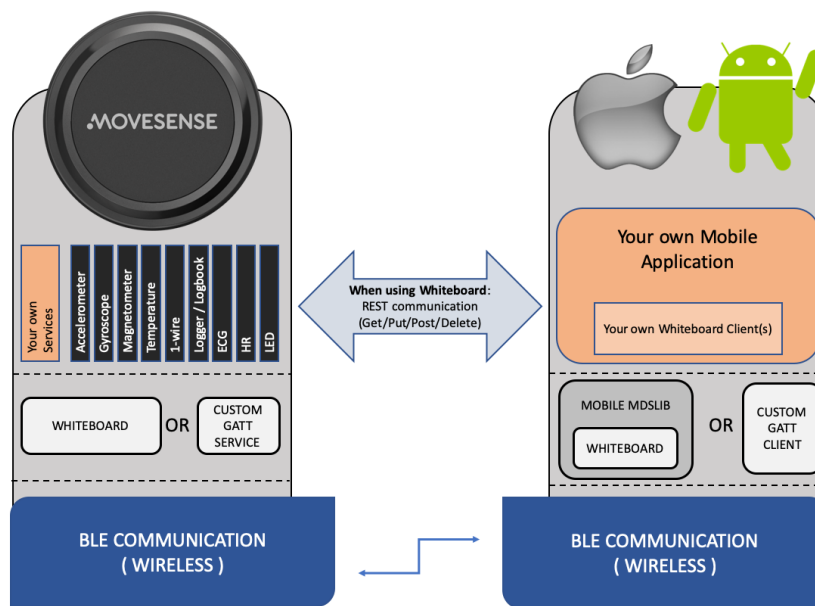 MOVESENSE
Your own
Services
Accelerometer
Gyroscope
Magnetometer
Temperature
1-wire
Logger / Logbook
ECG
HR
LED
When using Whiteboard:
REST communication
(Get/Put/Post/Delete)
Your own Mobile
Application
Your own Whiteboard Client(s)
WHITEBOARD
OR
CUSTOM
GATT
SERVICE
MOBILE MDSLIB
WHITEBOARD
OR
CUSTOM
GATT
CLIENT
BLE COMMUNICATION
( WIRELESS )
BLE COMMUNICATION
( WIRELESS )